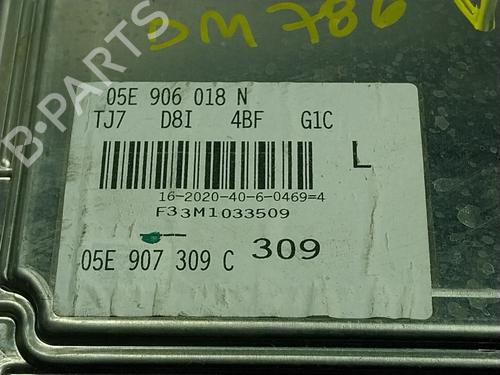 DM 786
B-PARTS
05E 906 018 N
TJ7 D8I 4BF G1C
L
16-2020-40-6-0469=4
F33M1033509
05E 907 309 C 309